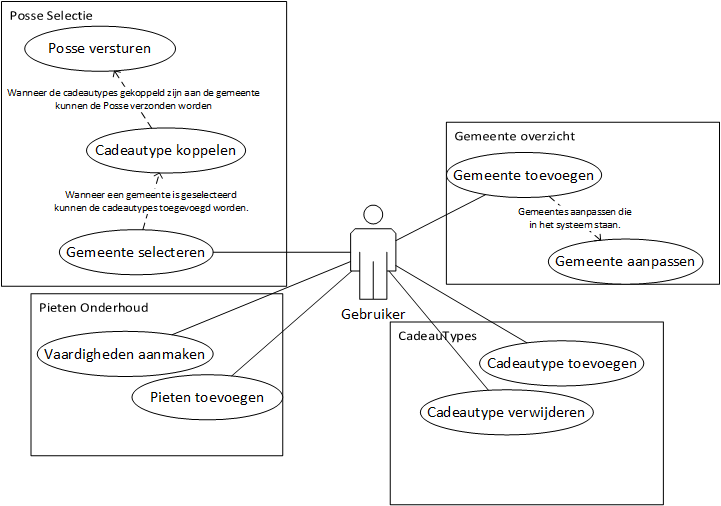 Posse Selectie
Posse versturen
Wanneer de cadeautypes gekoppeld zijn aan de gemeente
kunnen de Posse verzonden worden
Cadeautype koppelen
Wanneer een gemeente is geselecteerd
kunnen de cadeautypes toegevoegd worden.
Gemeente selecteren
Gemeente overzicht
Gemeente toevoegen
Gemeentes aanpassen die
in het systeem staan.
Gemeente aanpassen
Gebruiker
Pieten Onderhoud
Vaardigheden aanmaken
Pieten toevoegen
CadeauTypes
Cadeautype toevoegen
Cadeautype verwijderen